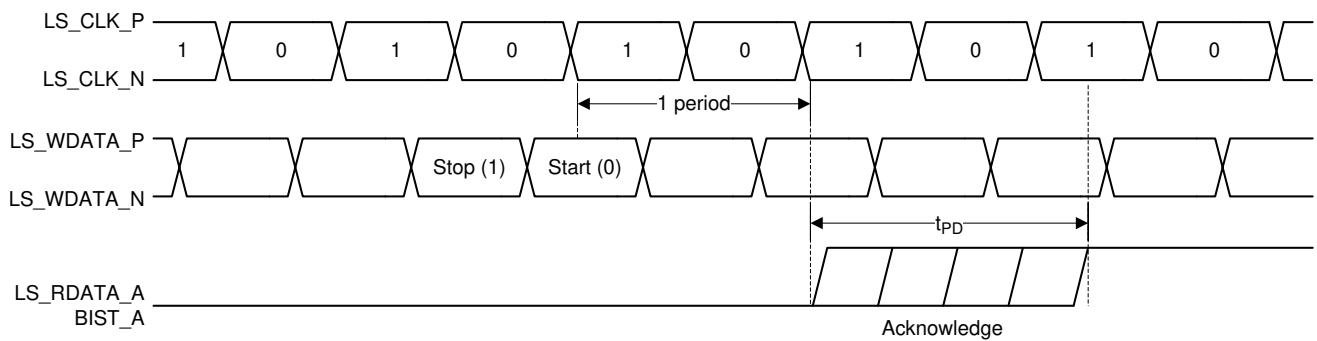 LS_CLK_P
1 0 1 0 1 0 1 0 1 0
LS_CLK_N
1 period
LS_WDATA_P
Stop (1) Start (0)
LS_WDATA_N
tPD
LS_RDATA_A
BIST_A
Acknowledge